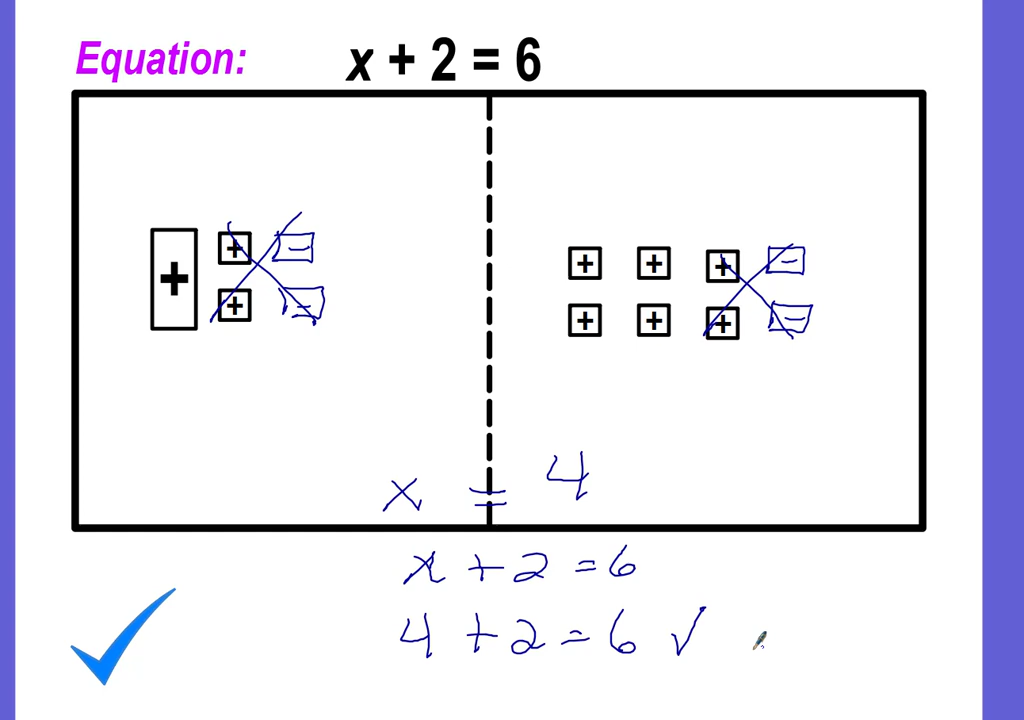 Equation: x + 2 = 6
+ + − + + + −
+ − + + + −
x = 4
x + 2 = 6
4 + 2 = 6 ✓